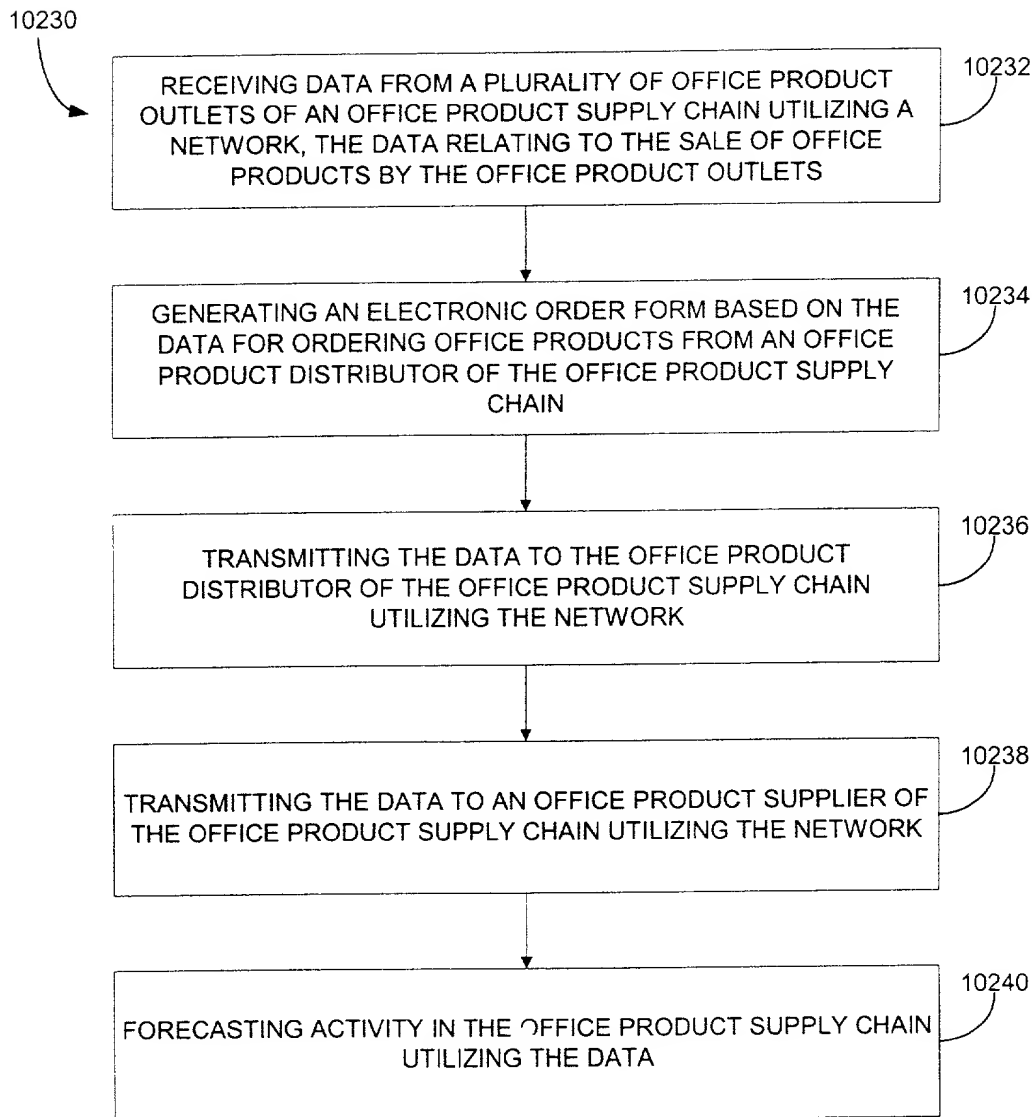 10230
RECEIVING DATA FROM A PLURALITY OF OFFICE PRODUCT
OUTLETS OF AN OFFICE PRODUCT SUPPLY CHAIN UTILIZING A
NETWORK, THE DATA RELATING TO THE SALE OF OFFICE
PRODUCTS BY THE OFFICE PRODUCT OUTLETS
10232
GENERATING AN ELECTRONIC ORDER FORM BASED ON THE
DATA FOR ORDERING OFFICE PRODUCTS FROM AN OFFICE
PRODUCT DISTRIBUTOR OF THE OFFICE PRODUCT SUPPLY
CHAIN
10234
TRANSMITTING THE DATA TO THE OFFICE PRODUCT
DISTRIBUTOR OF THE OFFICE PRODUCT SUPPLY CHAIN
UTILIZING THE NETWORK
10236
TRANSMITTING THE DATA TO AN OFFICE PRODUCT SUPPLIER OF
THE OFFICE PRODUCT SUPPLY CHAIN UTILIZING THE NETWORK
10238
FORECASTING ACTIVITY IN THE OFFICE PRODUCT SUPPLY CHAIN
UTILIZING THE DATA
10240